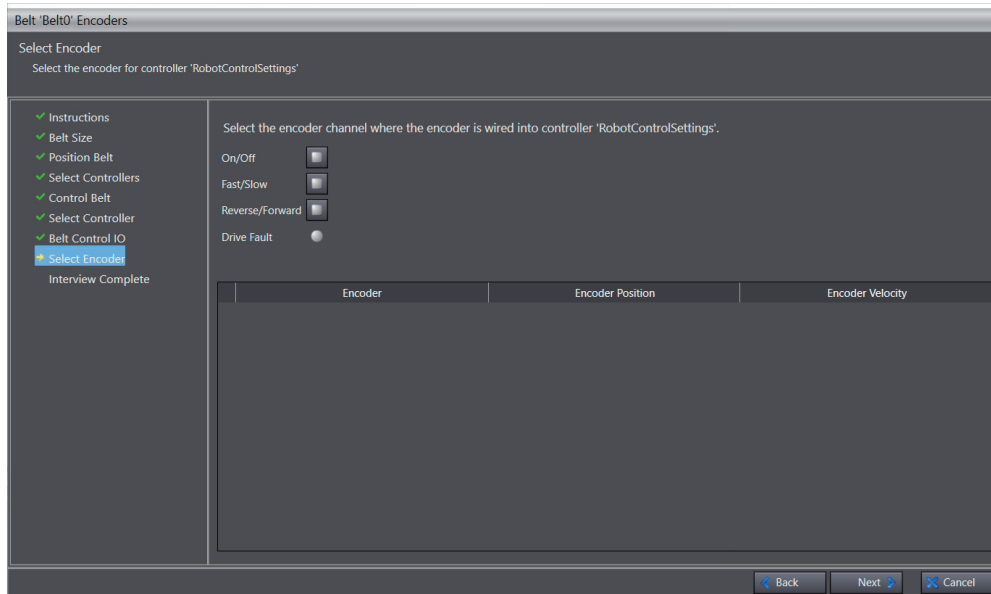 Belt 'Belt0' Encoders
Select Encoder
Select the encoder for controller 'RobotControlSettings'
Instructions
Belt Size
Position Belt
Select Controllers
Control Belt
Select Controller
Belt Control IO
Select Encoder
Interview Complete
Select the encoder channel where the encoder is wired into controller 'RobotControlSettings'.
On/Off
Fast/Slow
Reverse/Forward
Drive Fault
Encoder Encoder Position Encoder Velocity
Back Next Cancel